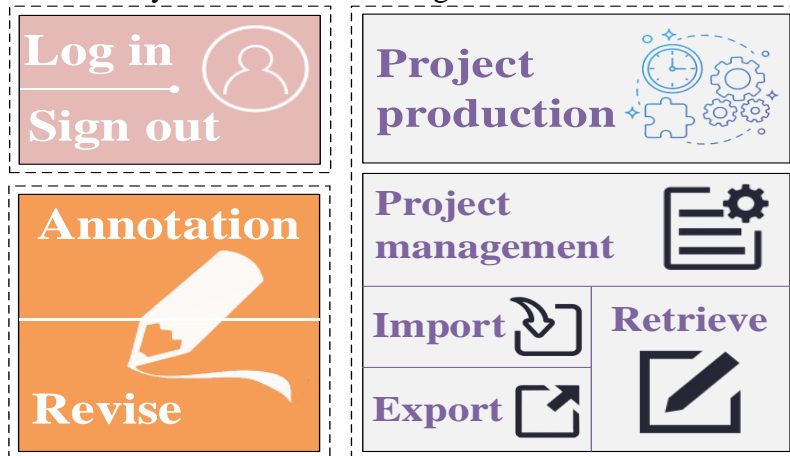 Log in
Sign out
Annotation
Revise
Project
production
Project
management
Import
Export
Retrieve